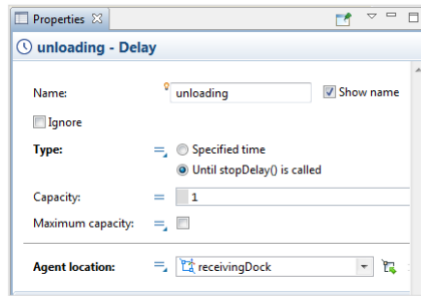 Properties
unloading - Delay
Name: unloading Show name
Ignore
Type: Specified time
Until stopDelay() is called
Capacity: 1
Maximum capacity:
Agent location: receivingDock